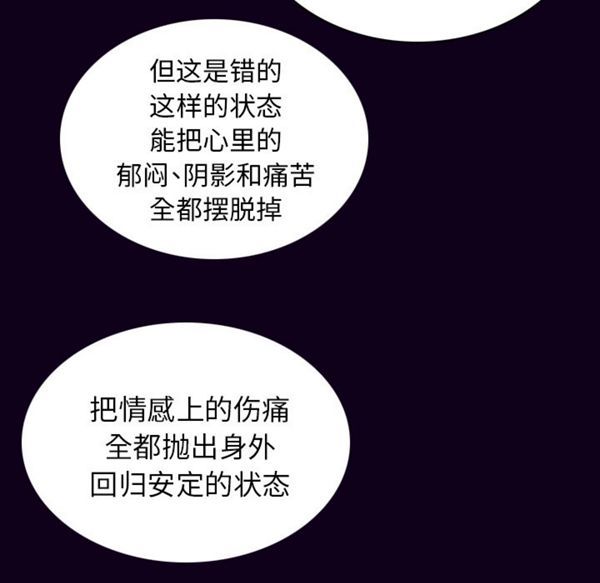 但这是错的
这样的状态
能把心里的
郁闷、阴影和痛苦
全都摆脱掉
把情感上的伤痛
全都抛出身外
回归安定的状态